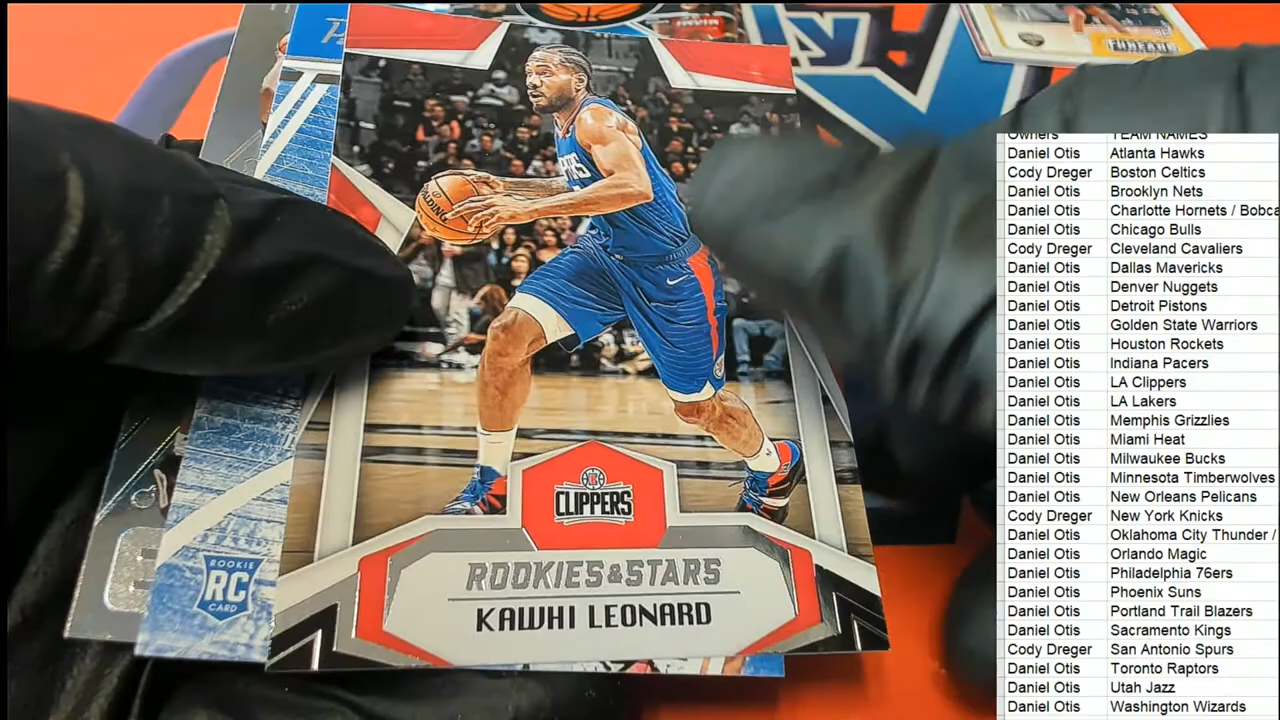 SPALDING
CLIPPERS
ROOKIES & STARS
KAWHI LEONARD
ROOKIE
RC
CARD
Owners TEAM NAMES
Daniel Otis Atlanta Hawks
Cody Dreger Boston Celtics
Daniel Otis Brooklyn Nets
Daniel Otis Charlotte Hornets / Bobca
Daniel Otis Chicago Bulls
Cody Dreger Cleveland Cavaliers
Daniel Otis Dallas Mavericks
Daniel Otis Denver Nuggets
Daniel Otis Detroit Pistons
Daniel Otis Golden State Warriors
Daniel Otis Houston Rockets
Daniel Otis Indiana Pacers
Daniel Otis LA Clippers
Daniel Otis LA Lakers
Daniel Otis Memphis Grizzlies
Daniel Otis Miami Heat
Daniel Otis Milwaukee Bucks
Daniel Otis Minnesota Timberwolves
Daniel Otis New Orleans Pelicans
Cody Dreger New York Knicks
Daniel Otis Oklahoma City Thunder /
Daniel Otis Orlando Magic
Daniel Otis Philadelphia 76ers
Daniel Otis Phoenix Suns
Daniel Otis Portland Trail Blazers
Daniel Otis Sacramento Kings
Cody Dreger San Antonio Spurs
Daniel Otis Toronto Raptors
Daniel Otis Utah Jazz
Daniel Otis Washington Wizards